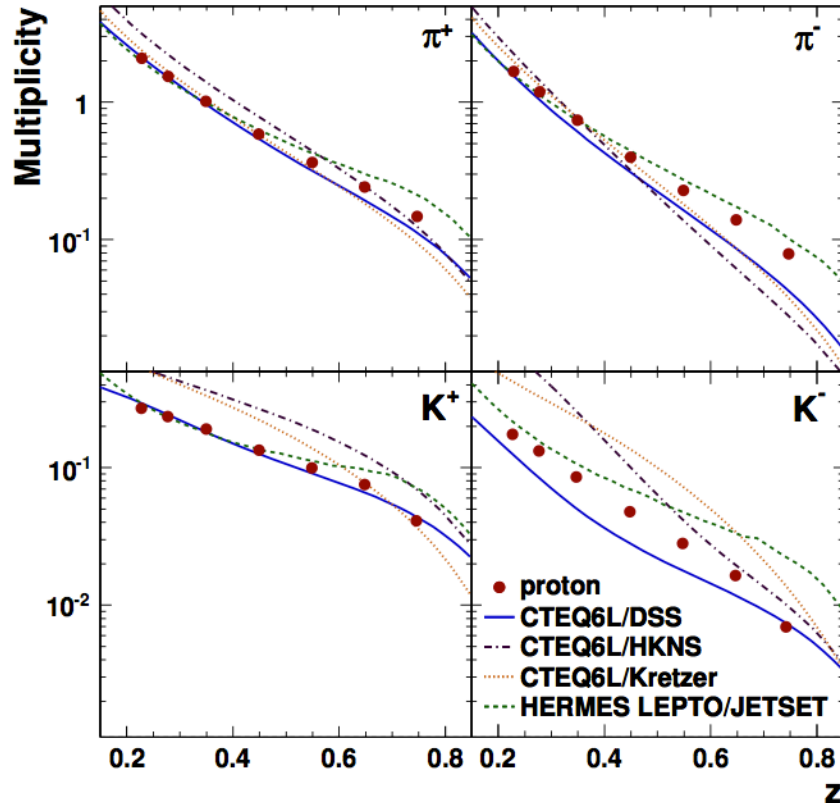 Multiplicity
π⁺
π⁻
1
10⁻¹
K⁺
K⁻
10⁻¹
10⁻²
proton
CTEQ6L/DSS
CTEQ6L/HKNS
CTEQ6L/Kretzer
HERMES LEPTO/JETSET
0.2 0.4 0.6 0.8 0.2 0.4 0.6 0.8
z